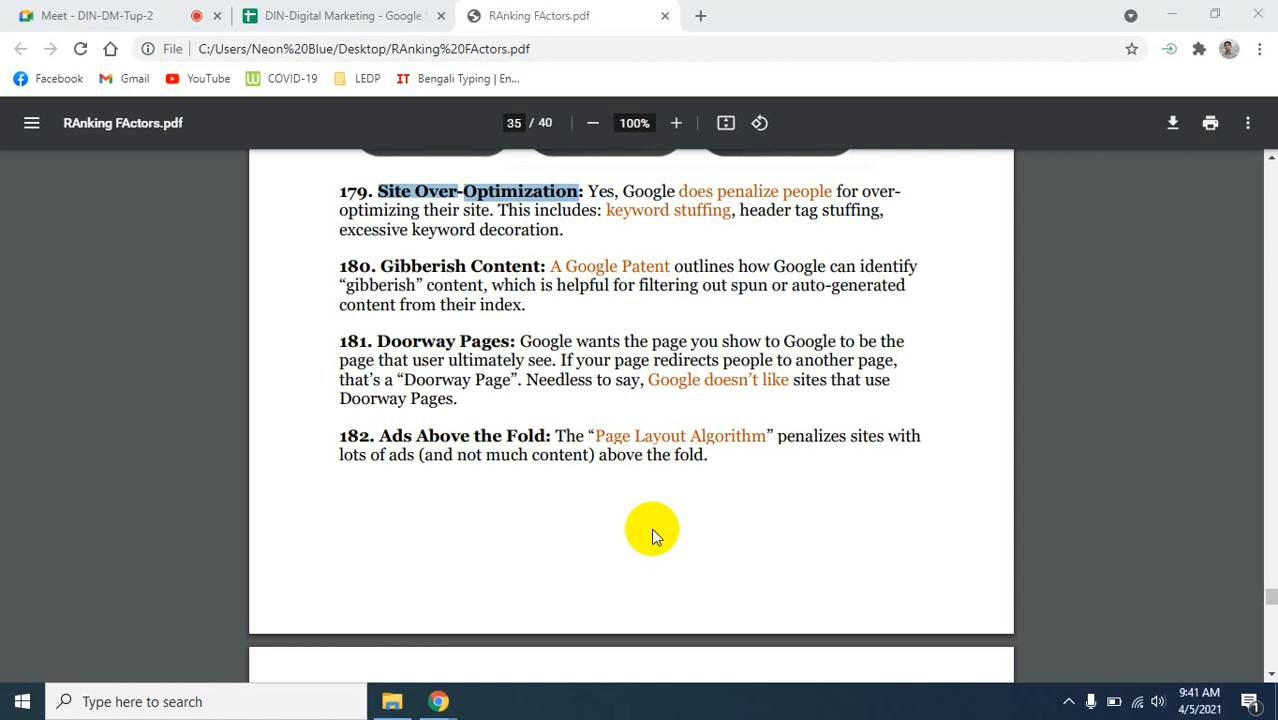 Meet - DIN-DM-Tup-2
DIN-Digital Marketing - Google S
RAnking FActors.pdf
File
C:/Users/Neon%20Blue/Desktop/RAnking%20FActors.pdf
Facebook
Gmail
YouTube
COVID-19
LEDP
IT Bengali Typing | En...
RAnking FActors.pdf
35 / 40
100%
179. Site Over-Optimization: Yes, Google does penalize people for over-
optimizing their site. This includes: keyword stuffing, header tag stuffing,
excessive keyword decoration.
180. Gibberish Content: A Google Patent outlines how Google can identify
“gibberish” content, which is helpful for filtering out spun or auto-generated
content from their index.
181. Doorway Pages: Google wants the page you show to Google to be the
page that user ultimately see. If your page redirects people to another page,
that’s a “Doorway Page”. Needless to say, Google doesn’t like sites that use
Doorway Pages.
182. Ads Above the Fold: The “Page Layout Algorithm” penalizes sites with
lots of ads (and not much content) above the fold.
Type here to search
9:41 AM
4/5/2021